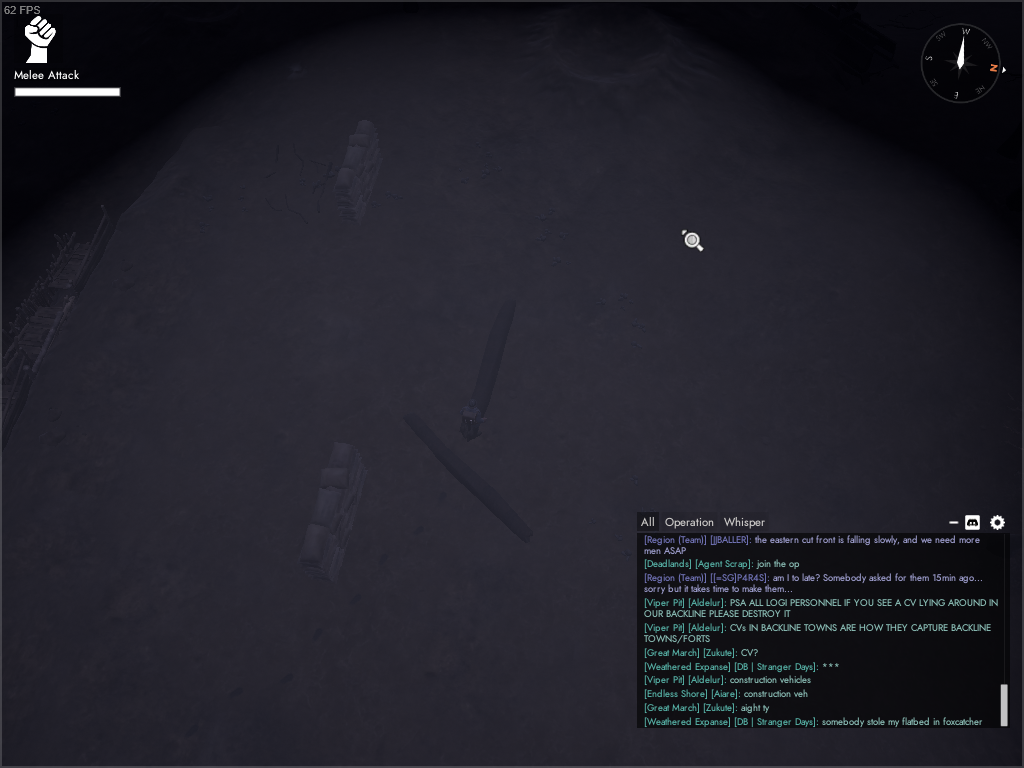 62 FPS
Melee Attack
W
SW
NW
S
N
SE
NE
E
All Operation Whisper
[Region (Team)] [JJBALLER]: the eastern cut front is falling slowly, and we need more
men ASAP
[Deadlands] [Agent Scrap]: join the op
[Region (Team)] [[=SG]P4R4S]: am I to late? Somebody asked for them 15min ago...
sorry but it takes time to make them...
[Viper Pit] [Aldelur]: PSA ALL LOGI PERSONNEL IF YOU SEE A CV LYING AROUND IN
OUR BACKLINE PLEASE DESTROY IT
[Viper Pit] [Aldelur]: CVs IN BACKLINE TOWNS ARE HOW THEY CAPTURE BACKLINE
TOWNS/FORTS
[Great March] [Zukute]: CV?
[Weathered Expanse] [DB | Stranger Days]: ***
[Viper Pit] [Aldelur]: construction vehicles
[Endless Shore] [Aiare]: construction veh
[Great March] [Zukute]: aight ty
[Weathered Expanse] [DB | Stranger Days]: somebody stole my flatbed in foxcatcher